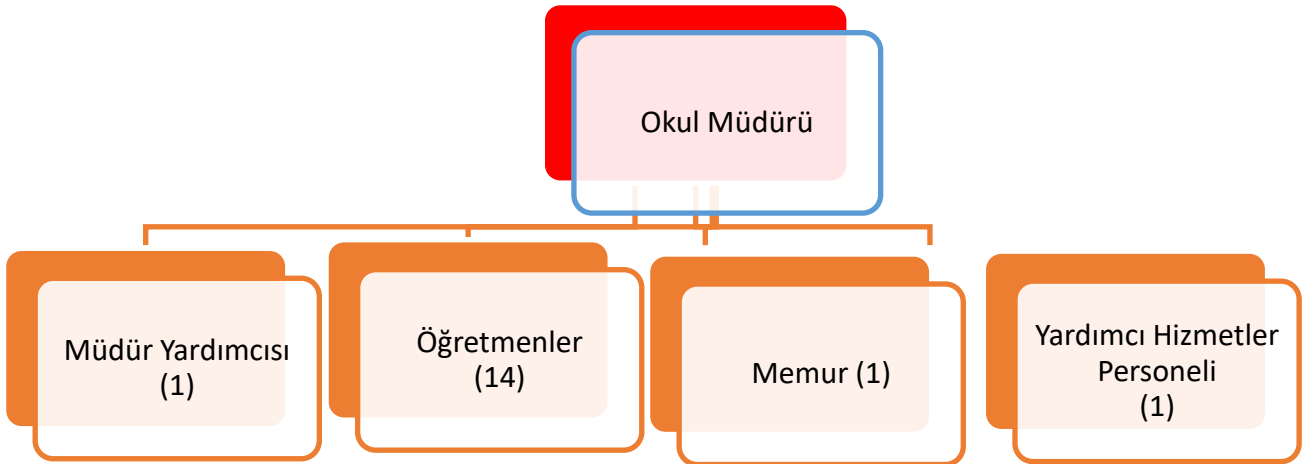 Okul Müdürü
Müdür Yardımcısı
(1)
Öğretmenler
(14)
Memur (1)
Yardımcı Hizmetler
Personeli
(1)